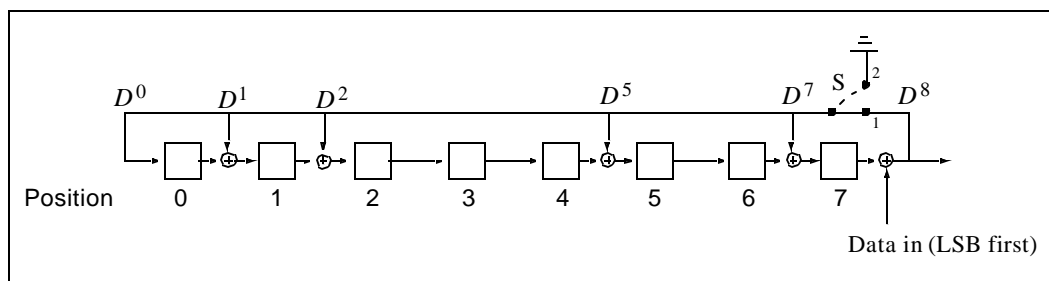 S 2
D⁰ D¹ D² D⁵ D⁷ D⁸
1
Position 0 1 2 3 4 5 6 7
Data in (LSB first)